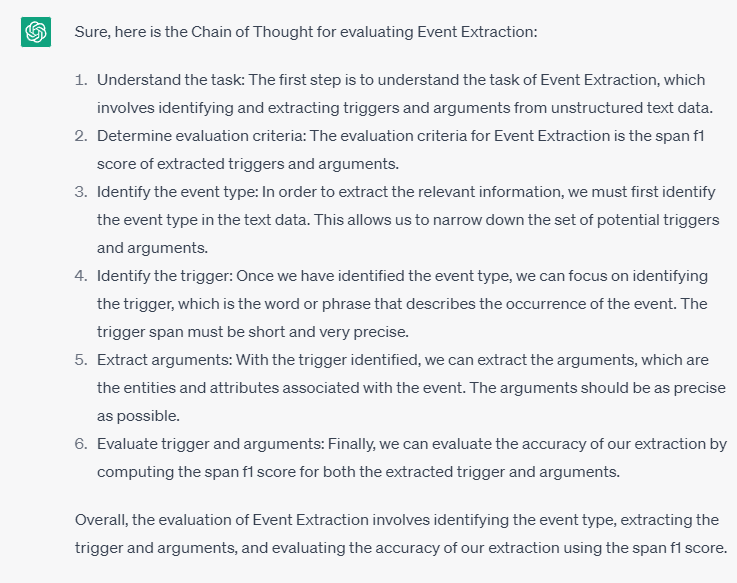 Sure, here is the Chain of Thought for evaluating Event Extraction:
1. Understand the task: The first step is to understand the task of Event Extraction, which
involves identifying and extracting triggers and arguments from unstructured text data.
2. Determine evaluation criteria: The evaluation criteria for Event Extraction is the span f1
score of extracted triggers and arguments.
3. Identify the event type: In order to extract the relevant information, we must first identify
the event type in the text data. This allows us to narrow down the set of potential triggers
and arguments.
4. Identify the trigger: Once we have identified the event type, we can focus on identifying
the trigger, which is the word or phrase that describes the occurrence of the event. The
trigger span must be short and very precise.
5. Extract arguments: With the trigger identified, we can extract the arguments, which are
the entities and attributes associated with the event. The arguments should be as precise
as possible.
6. Evaluate trigger and arguments: Finally, we can evaluate the accuracy of our extraction by
computing the span f1 score for both the extracted trigger and arguments.
Overall, the evaluation of Event Extraction involves identifying the event type, extracting the
trigger and arguments, and evaluating the accuracy of our extraction using the span f1 score.